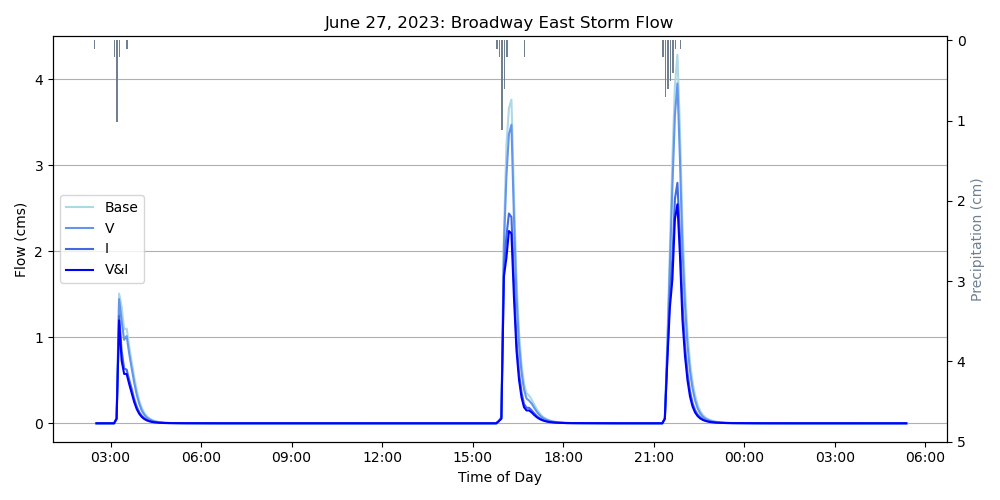 June 27, 2023: Broadway East Storm Flow
Flow (cms)
4
3
2
1
0
Base
V
I
V&I
0
1
2
3
4
5
Precipitation (cm)
03:00 06:00 09:00 12:00 15:00 18:00 21:00 00:00 03:00 06:00
Time of Day